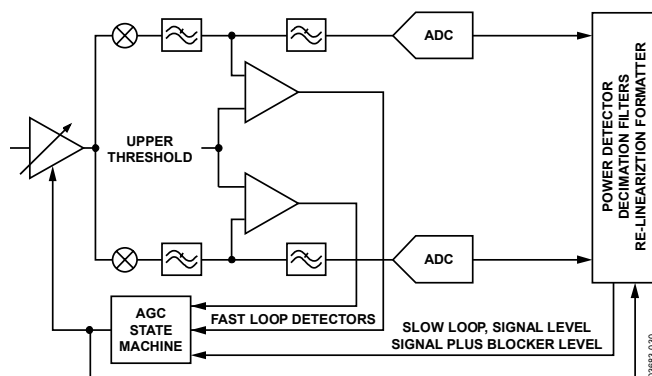 ADC
UPPER
THRESHOLD
POWER DETECTOR
DECIMATION FILTERS
RE-LINEARIZTION FORMATTER
ADC
AGC
STATE
MACHINE
FAST LOOP DETECTORS
SLOW LOOP, SIGNAL LEVEL
SIGNAL PLUS BLOCKER LEVEL